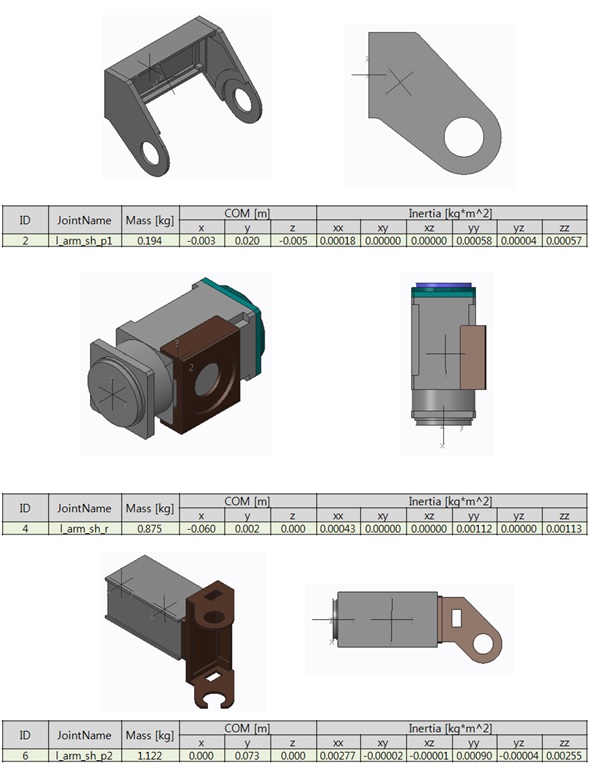 ID JointName Mass [kg] COM [m] Inertia [kg*m^2]
x y z xx xy xz yy yz zz
2 l_arm_sh_p1 0.194 -0.003 0.020 -0.005 0.00018 0.00000 0.00000 0.00058 0.00004 0.00057
2
2
ID JointName Mass [kg] COM [m] Inertia [kg*m^2]
x y z xx xy xz yy yz zz
4 l_arm_sh_r 0.875 -0.060 0.002 0.000 0.00043 0.00000 0.00000 0.00112 0.00000 0.00113
ID JointName Mass [kg] COM [m] Inertia [kg*m^2]
x y z xx xy xz yy yz zz
6 l_arm_sh_p2 1.122 0.000 0.073 0.000 0.00277 -0.00002 -0.00001 0.00090 -0.00004 0.00255